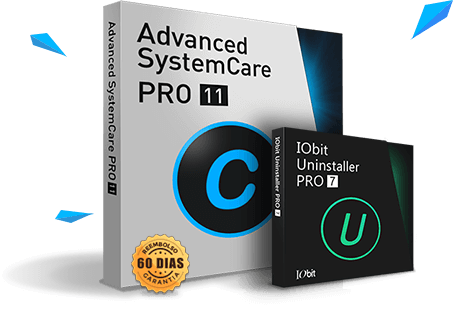 Advanced
SystemCare
PRO 11
C
Advanced SystemCare PRO 11
IObit
Uninstaller
PRO 7
U
IObit
IObit Uninstaller PRO 7
REEMBOLSO
60 DIAS
GARANTIA